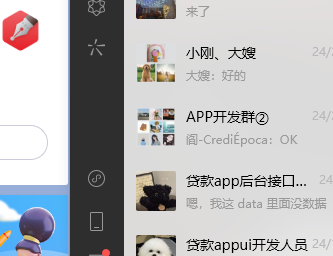 来了
小刚、大嫂
24/
大嫂：好的
APP开发群②
24/2
阎-CrediÉpoca：OK
贷款app后台接口...
24
嗯，我这 data 里面没数据
贷款appui开发人员
24/